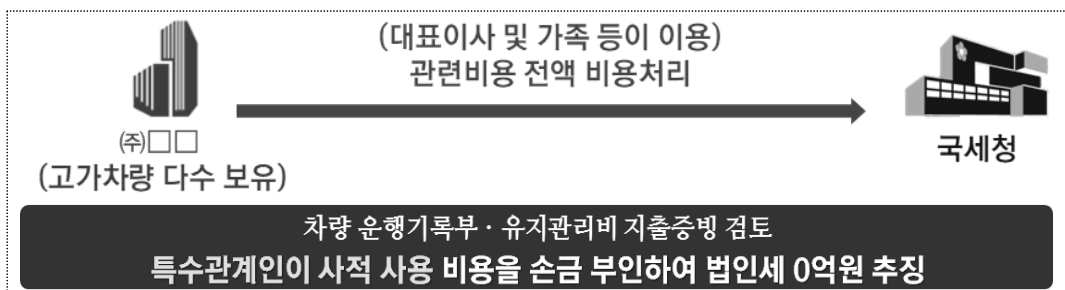 (대표이사 및 가족 등이 이용)
관련비용 전액 비용처리
㈜□□
(고가차량 다수 보유)
국세청
차량 운행기록부 · 유지관리비 지출증빙 검토
특수관계인이 사적 사용 비용을 손금 부인하여 법인세 0억원 추징